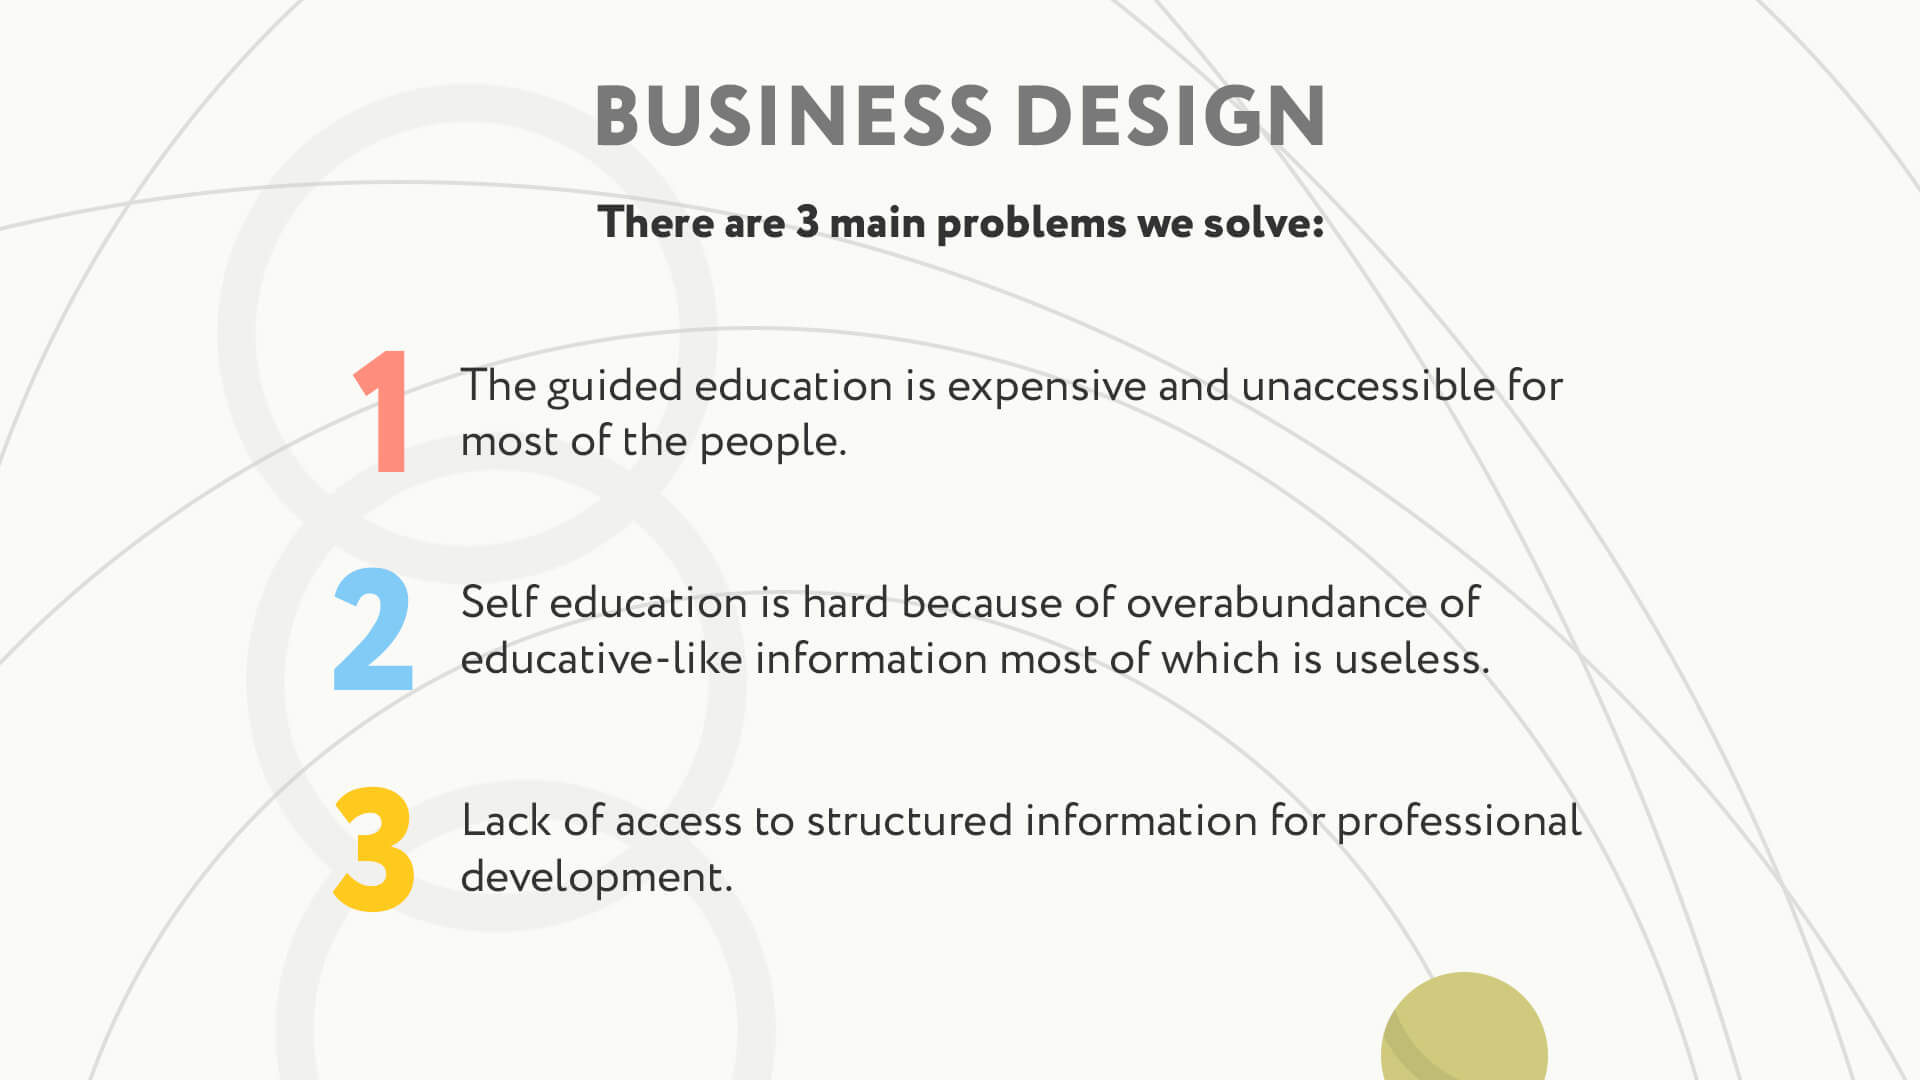 BUSINESS DESIGN
There are 3 main problems we solve:
1
The guided education is expensive and unaccessible for
most of the people.
2
Self education is hard because of overabundance of
educative-like information most of which is useless.
3
Lack of access to structured information for professional
development.